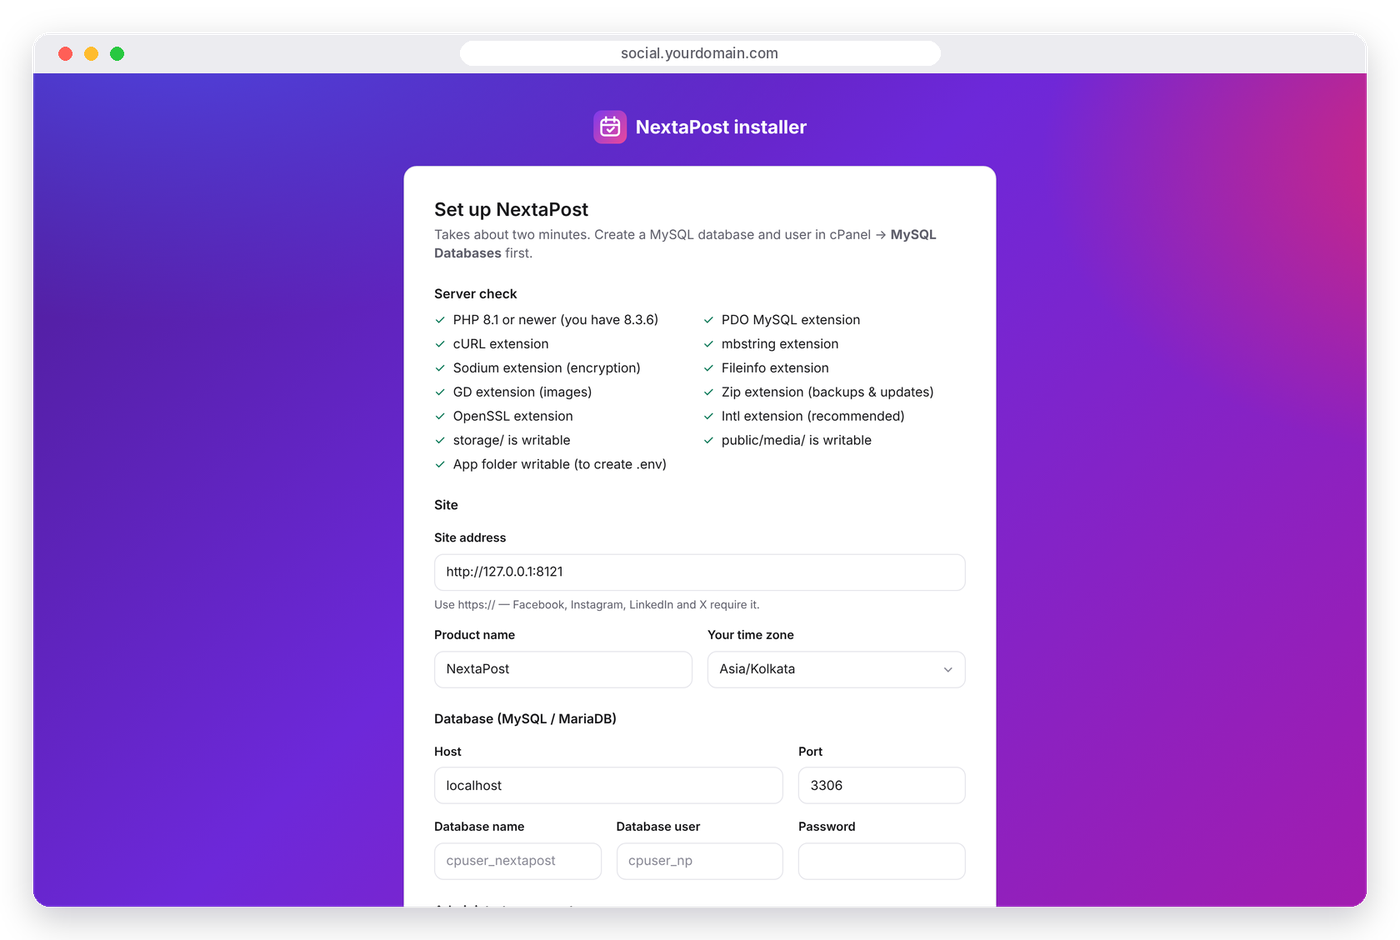 social.yourdomain.com
NextaPost installer
Set up NextaPost
Takes about two minutes. Create a MySQL database and user in cPanel → MySQL
Databases first.
Server check
PHP 8.1 or newer (you have 8.3.6)
PDO MySQL extension
cURL extension
mbstring extension
Sodium extension (encryption)
Fileinfo extension
GD extension (images)
Zip extension (backups & updates)
OpenSSL extension
Intl extension (recommended)
storage/ is writable
public/media/ is writable
App folder writable (to create .env)
Site
Site address
http://127.0.0.1:8121
Use https:// — Facebook, Instagram, LinkedIn and X require it.
Product name
Your time zone
NextaPost
Asia/Kolkata
Database (MySQL / MariaDB)
Host
Port
localhost
3306
Database name
Database user
Password
cpuser_nextapost
cpuser_np